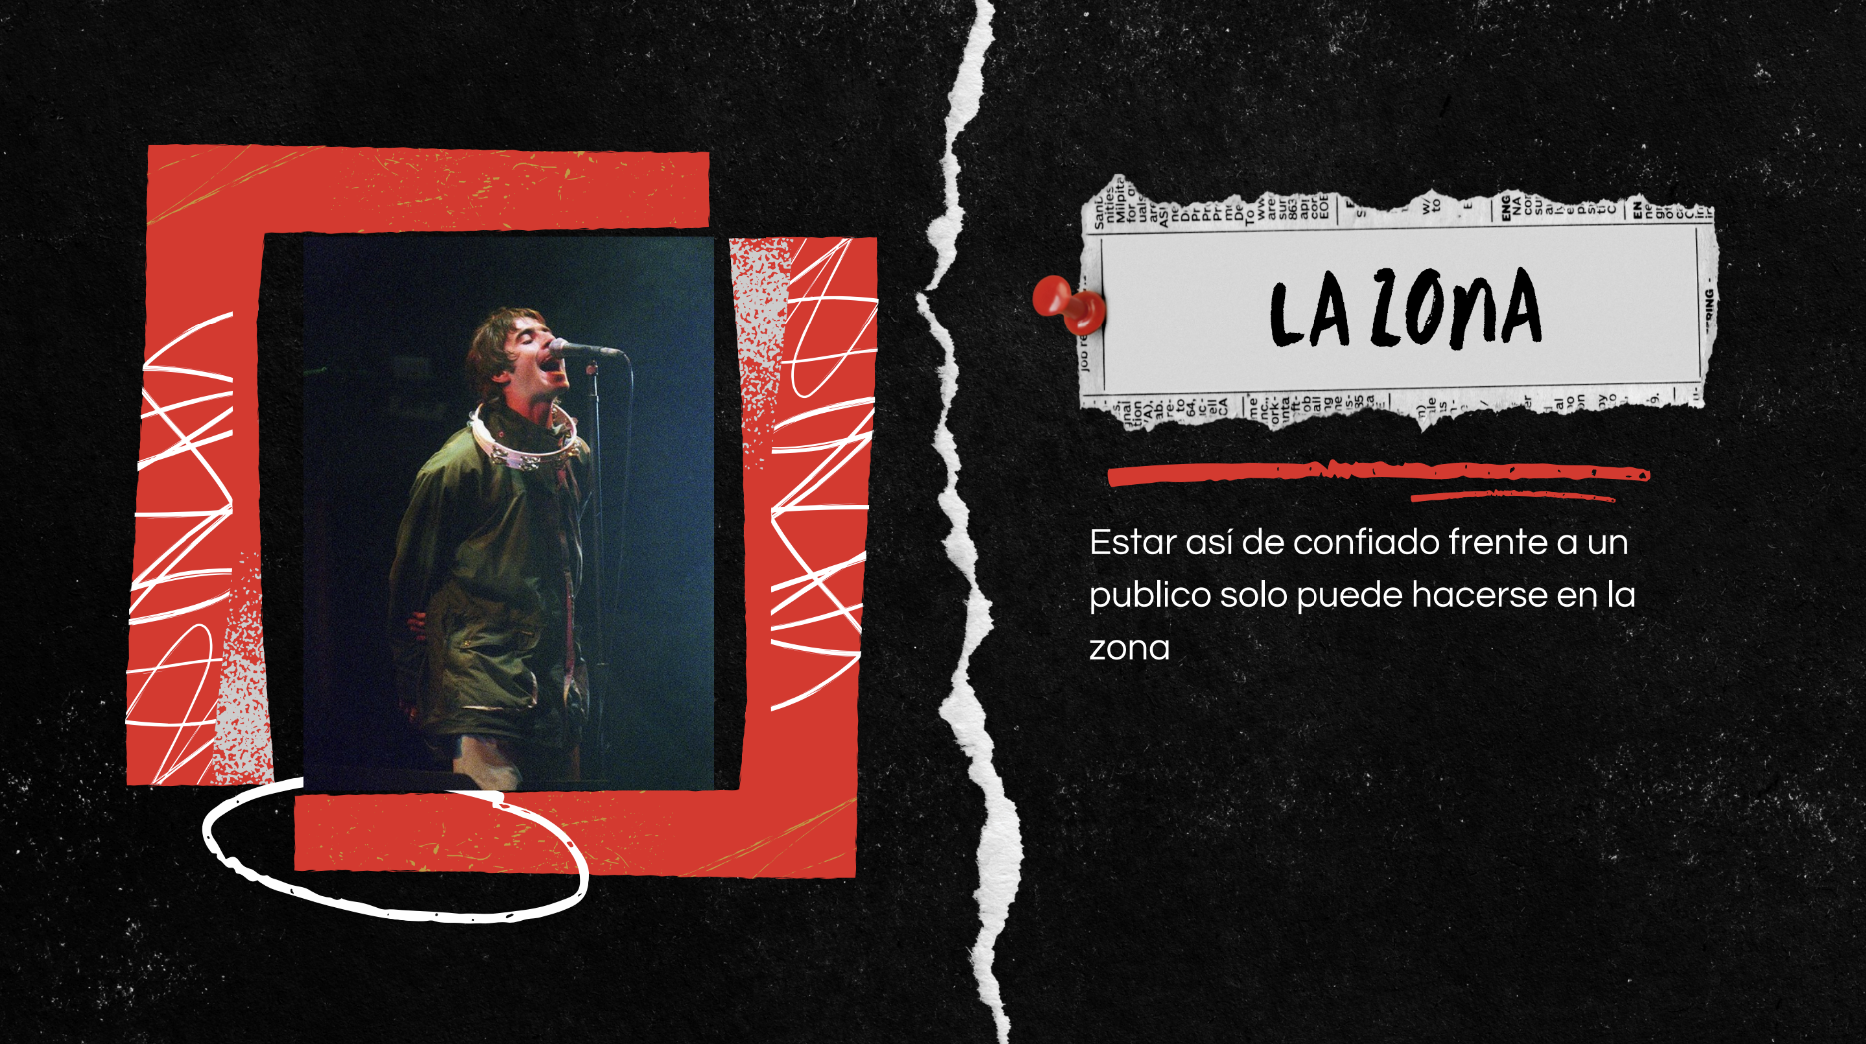 LA ZONA
Estar así de confiado frente a un
publico solo puede hacerse en la
zona